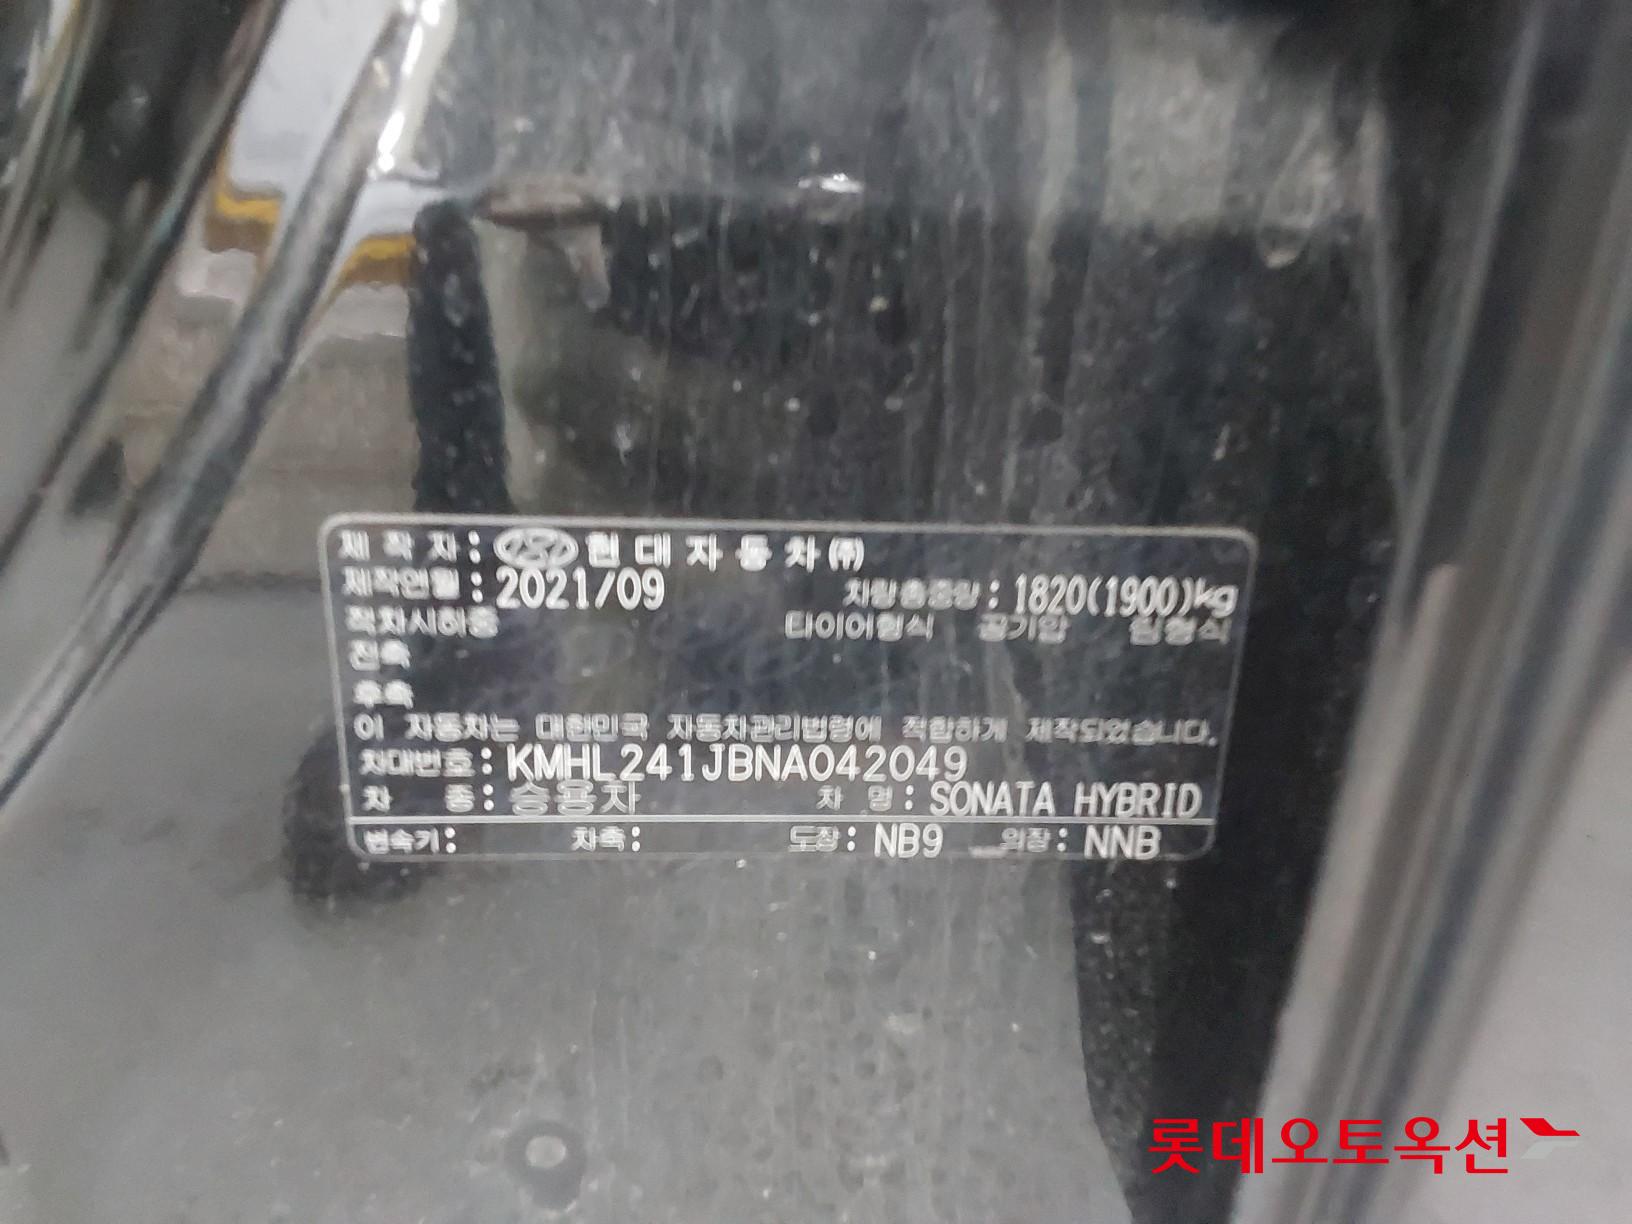 제 작 자 : 현 대 자 동 차 ㈜
제작연월 : 2021/09 차량총중량 : 1820(1900)kg
적차시하중 타이어형식 공기압 림형식
전축
후축
이 자동차는 대한민국 자동차관리법령에 적합하게 제작되었습니다.
차대번호 : KMHL241JBNA042049
차 종 : 승용차 차 명 : SONATA HYBRID
변속기 : 차축 : 도장 : NB9 의장 : NNB
롯데오토옥션